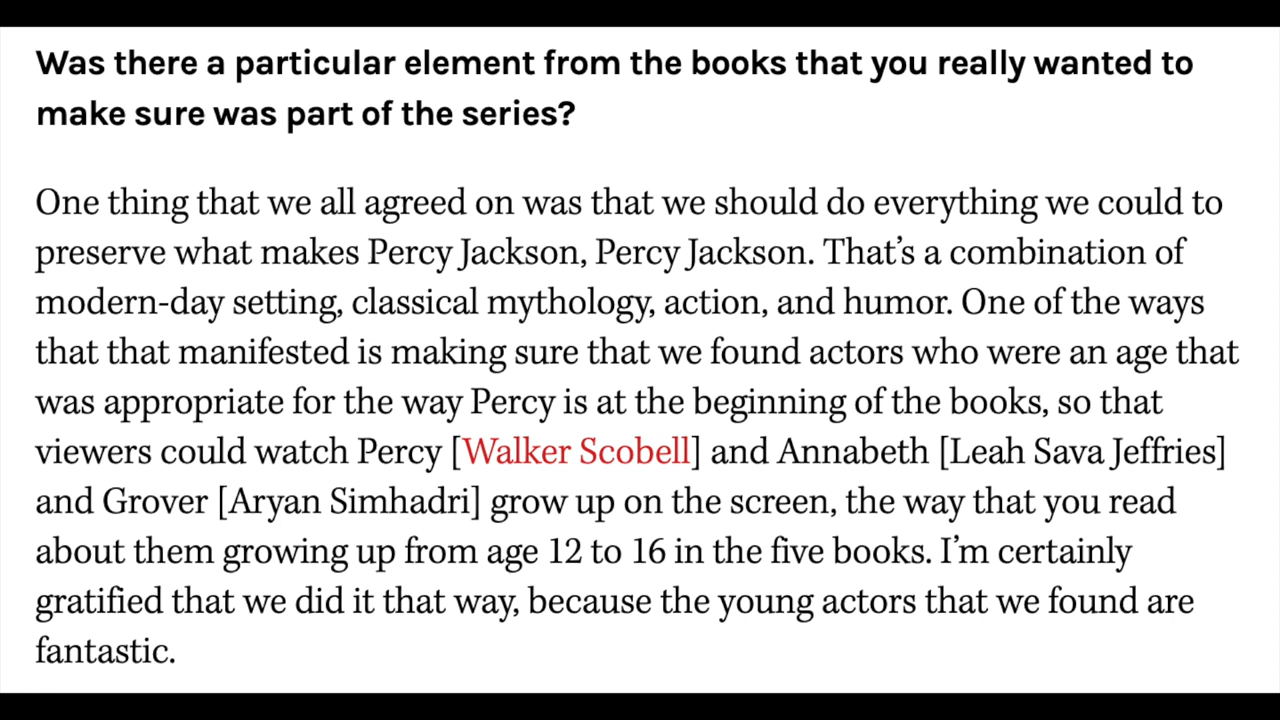 Was there a particular element from the books that you really wanted to
make sure was part of the series?
One thing that we all agreed on was that we should do everything we could to
preserve what makes Percy Jackson, Percy Jackson. That’s a combination of
modern-day setting, classical mythology, action, and humor. One of the ways
that that manifested is making sure that we found actors who were an age that
was appropriate for the way Percy is at the beginning of the books, so that
viewers could watch Percy [Walker Scobell] and Annabeth [Leah Sava Jeffries]
and Grover [Aryan Simhadri] grow up on the screen, the way that you read
about them growing up from age 12 to 16 in the five books. I’m certainly
gratified that we did it that way, because the young actors that we found are
fantastic.